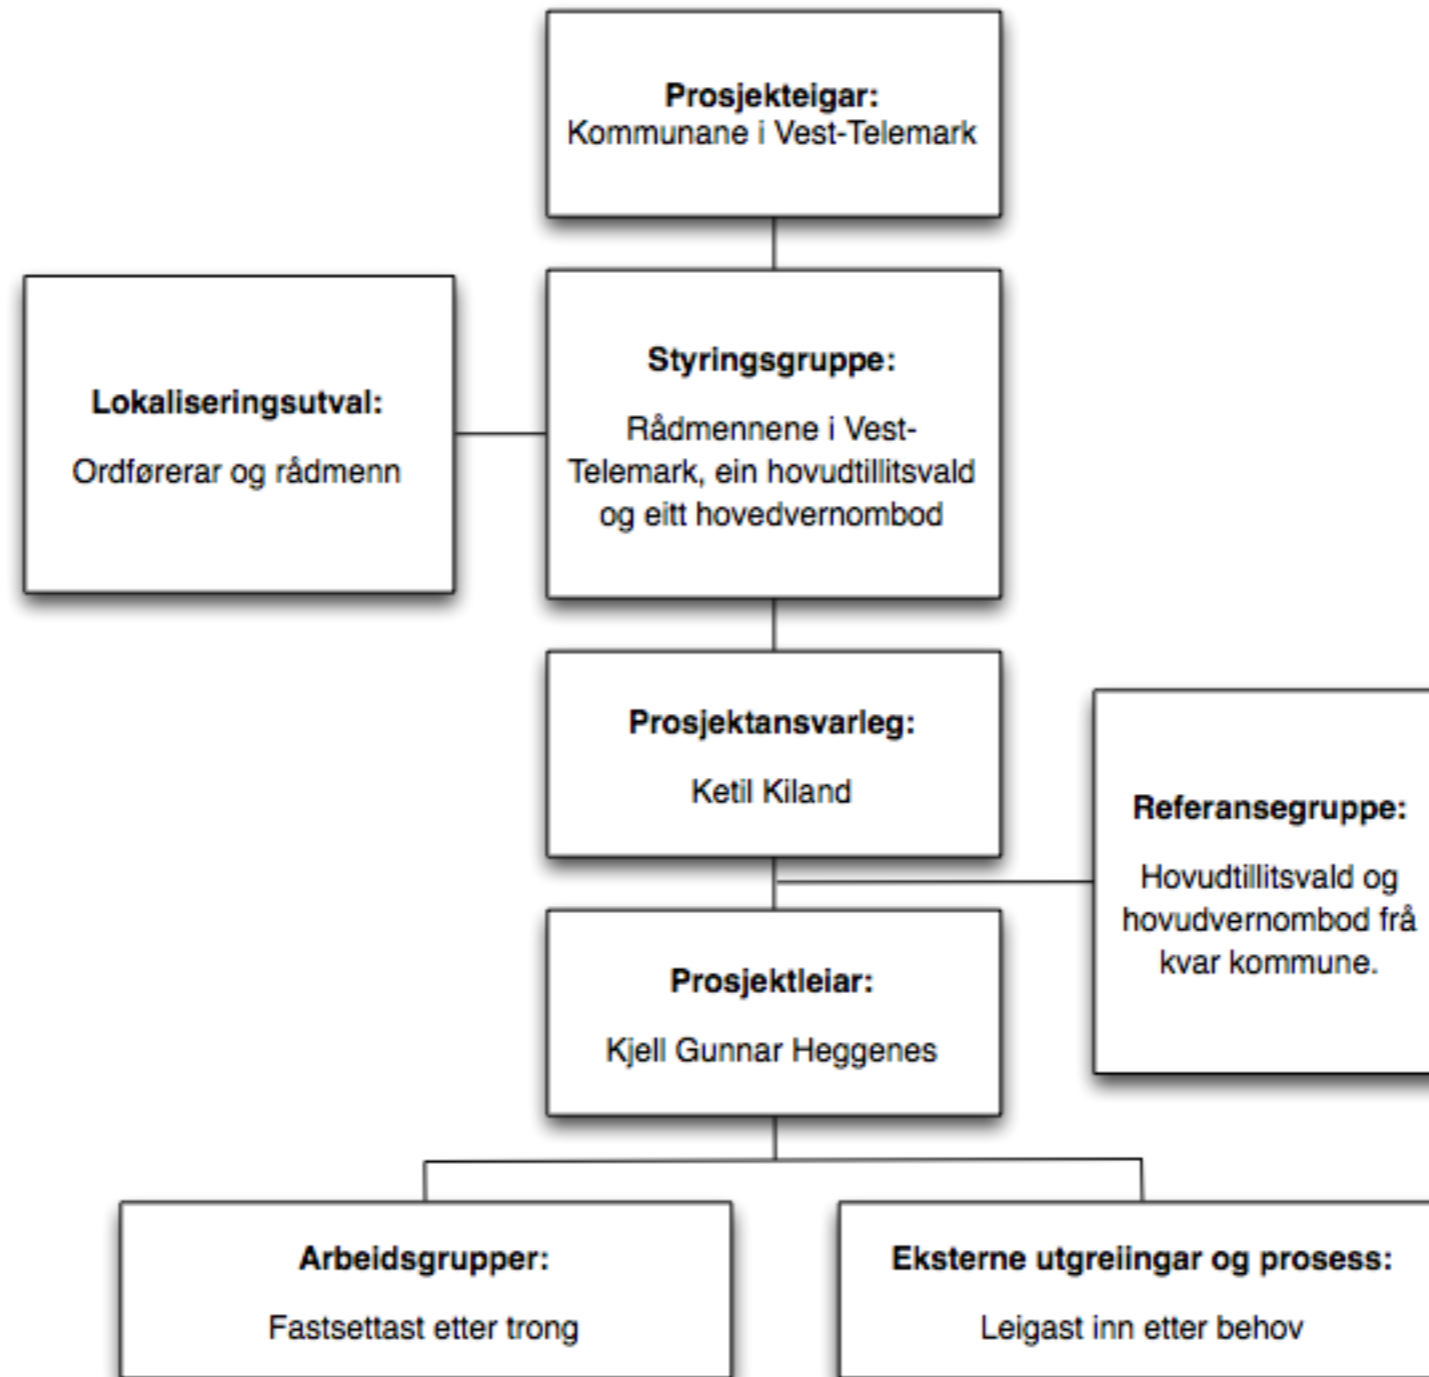 Prosjekteigar:
Kommunane i Vest-Telemark
Lokaliseringsutval:
Ordførerar og rådmenn
Styringsgruppe:
Rådmennene i Vest-
Telemark, ein hovudtillitsvald
og eitt hovedvernombod
Prosjektansvarleg:
Ketil Kiland
Referansegruppe:
Hovudtillitsvald og
hovudvernombod frå
kvar kommune.
Prosjektleiar:
Kjell Gunnar Heggenes
Arbeidsgrupper:
Fastsettast etter trong
Eksterne utgreiingar og prosess:
Leigast inn etter behov